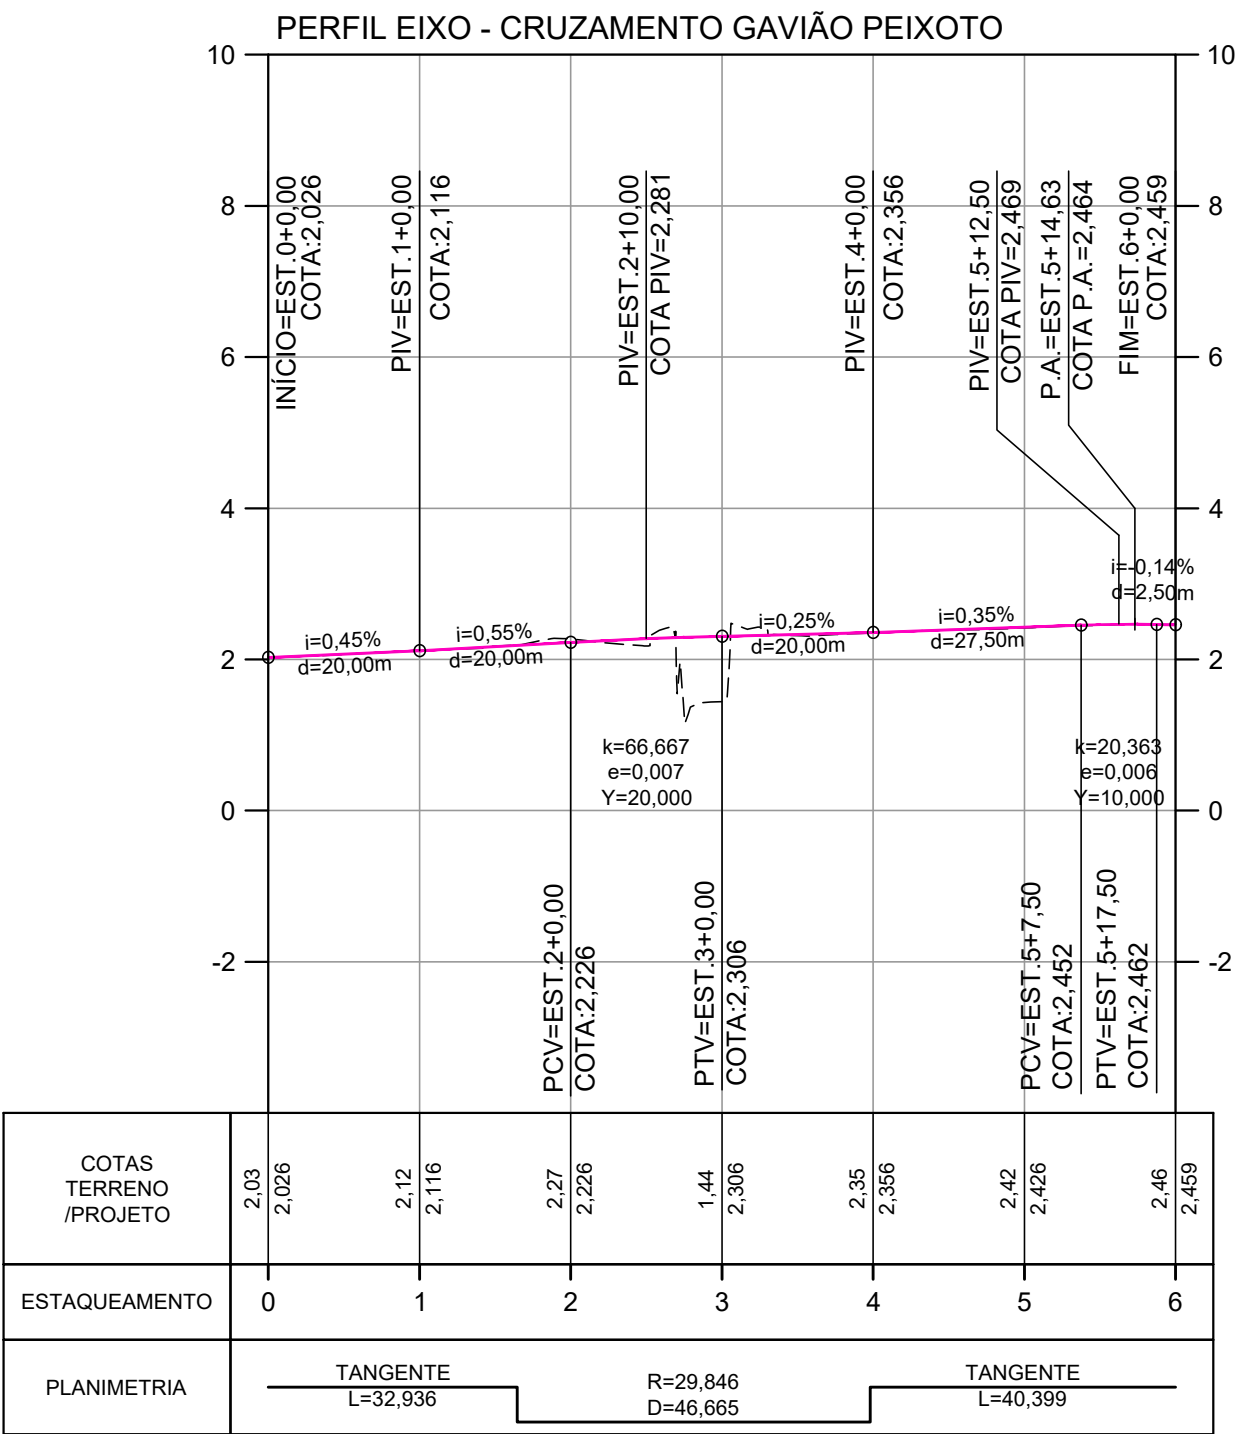 PERFIL EIXO - CRUZAMENTO GAVIÃO PEIXOTO
10
10
8
8
6
6
4
4
2
2
0
0
-2
-2
INÍCIO=EST.0+0,00
COTA:2,026
PIV=EST.1+0,00
COTA:2,116
PIV=EST.2+10,00
COTA PIV=2,281
PIV=EST.4+0,00
COTA:2,356
PIV=EST.5+12,50
COTA PIV=2,469
P.A.=EST.5+14,63
COTA P.A.=2,464
FIM=EST.6+0,00
COTA:2,459
i=0,45%
d=20,00m
i=0,55%
d=20,00m
i=0,25%
d=20,00m
i=0,35%
d=27,50m
i=-0,14%
d=2,50m
k=66,667
e=0,007
Y=20,000
k=20,363
e=0,006
Y=10,000
PCV=EST.2+0,00
COTA:2,226
PTV=EST.3+0,00
COTA:2,306
PCV=EST.5+7,50
COTA:2,452
PTV=EST.5+17,50
COTA:2,462
COTAS
TERRENO
/PROJETO
2,03
2,026
2,12
2,116
2,27
2,226
1,44
2,306
2,35
2,356
2,42
2,426
2,46
2,459
ESTAQUEAMENTO
0
1
2
3
4
5
6
PLANIMETRIA
TANGENTE
L=32,936
R=29,846
D=46,665
TANGENTE
L=40,399